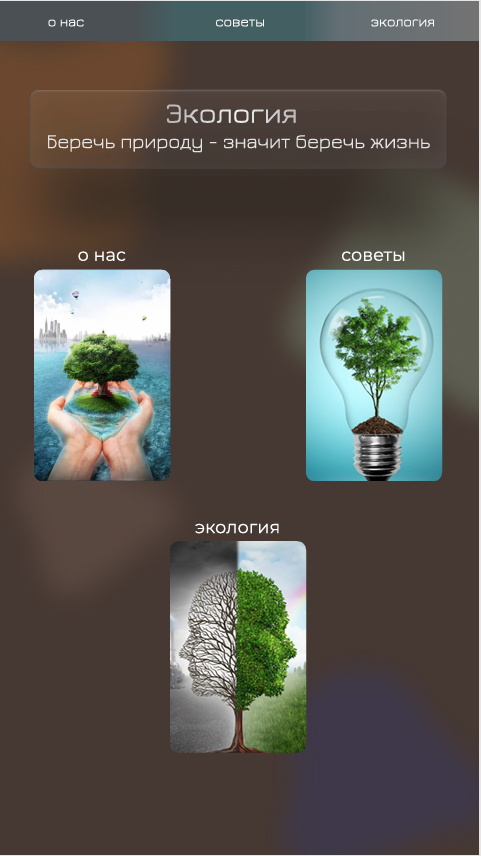 о нас
советы
экология
Экология
Беречь природу - значит беречь жизнь
о нас
советы
экология